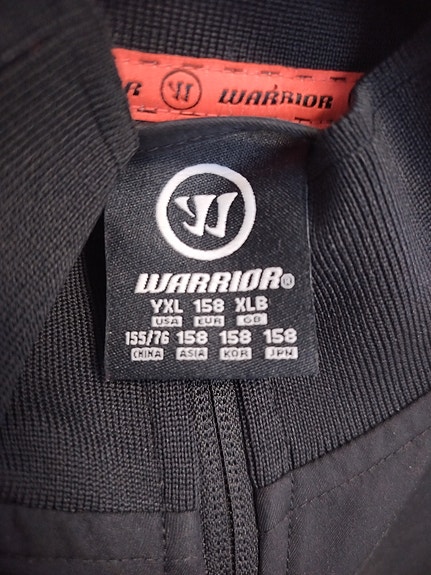 R W WARRIOR
W
WARRIOR®
YXL 158 XLB
USA EUR GB
155/76 158 158 158
CHINA ASIA KOR JPN